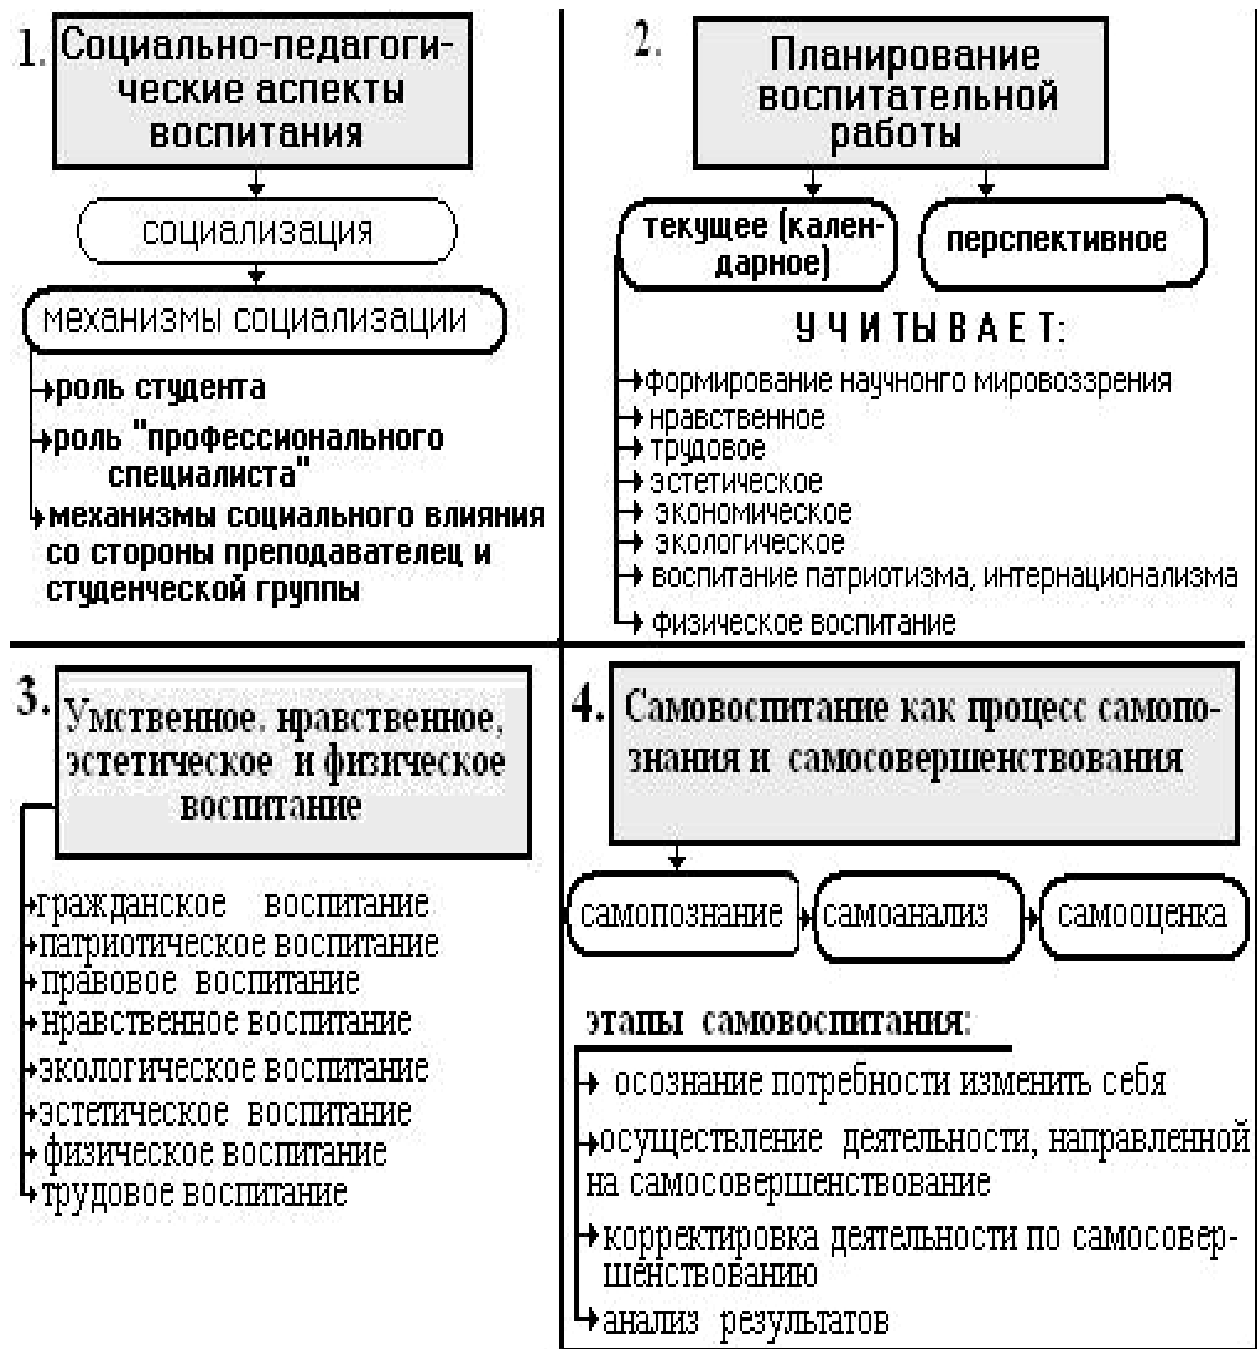 1. Социально-педагоги-
ческие аспекты
воспитания
социализация
механизмы социализации
роль студента
роль "профессионального
специалиста"
механизмы социального влияния
со стороны преподавателец и
студенческой группы
2. Планирование
воспитательной
работы
текущее (кален-
дарное)
перспективное
У Ч И Т Ы В А Е Т:
формирование научнонго мировоззрения
нравственное
трудовое
эстетическое
экономическое
экологическое
воспитание патриотизма, интернационализма
физическое воспитание
3. Умственное, нравственное,
эстетическое и физическое
воспитание
гражданское воспитание
патриотическое воспитание
правовое воспитание
нравственное воспитание
экологическое воспитание
эстетическое воспитание
физическое воспитание
трудовое воспитание
4. Самовоспитание как процесс самопо-
знания и самосовершенствования
самопознание
самоанализ
самооценка
этапы самовоспитания:
осознание потребности изменить себя
осуществление деятельности, направленной
на самосовершенствование
корректировка деятельности по самосовер-
шенствованию
анализ результатов